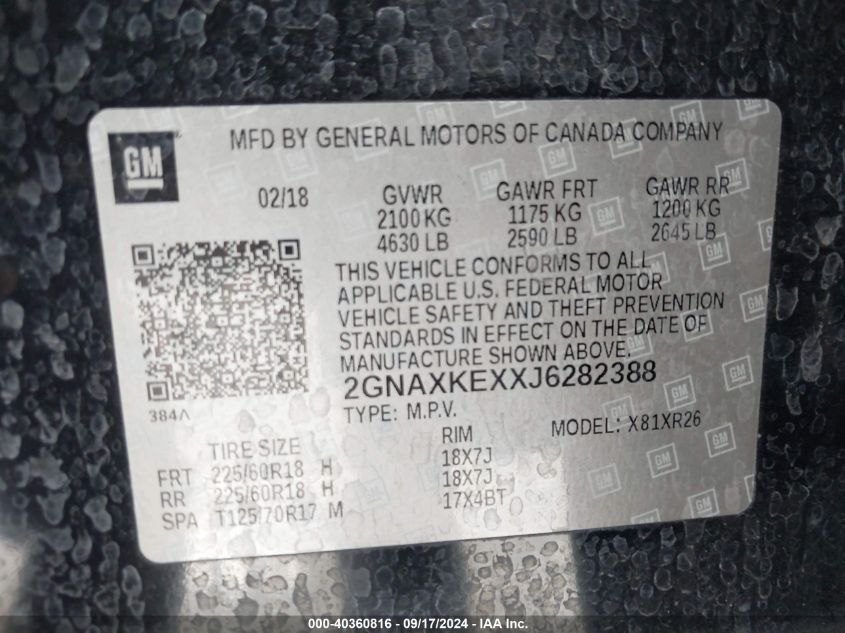 GM
MFD BY GENERAL MOTORS OF CANADA COMPANY
02/18 GVWR GAWR FRT GAWR RR
2100 KG 1175 KG 1200 KG
4630 LB 2590 LB 2645 LB
THIS VEHICLE CONFORMS TO ALL
APPLICABLE U.S. FEDERAL MOTOR
VEHICLE SAFETY AND THEFT PREVENTION
STANDARDS IN EFFECT ON THE DATE OF
MANUFACTURE SHOWN ABOVE.
2GNAXKEXXJ6282388
384A TYPE: M.P.V. MODEL: X81XR26
TIRE SIZE RIM
FRT 225/60R18 H 18X7J
RR 225/60R18 H 18X7J
SPA T125/70R17 M 17X4BT
000-40360816 - 09/17/2024 - IAA Inc.